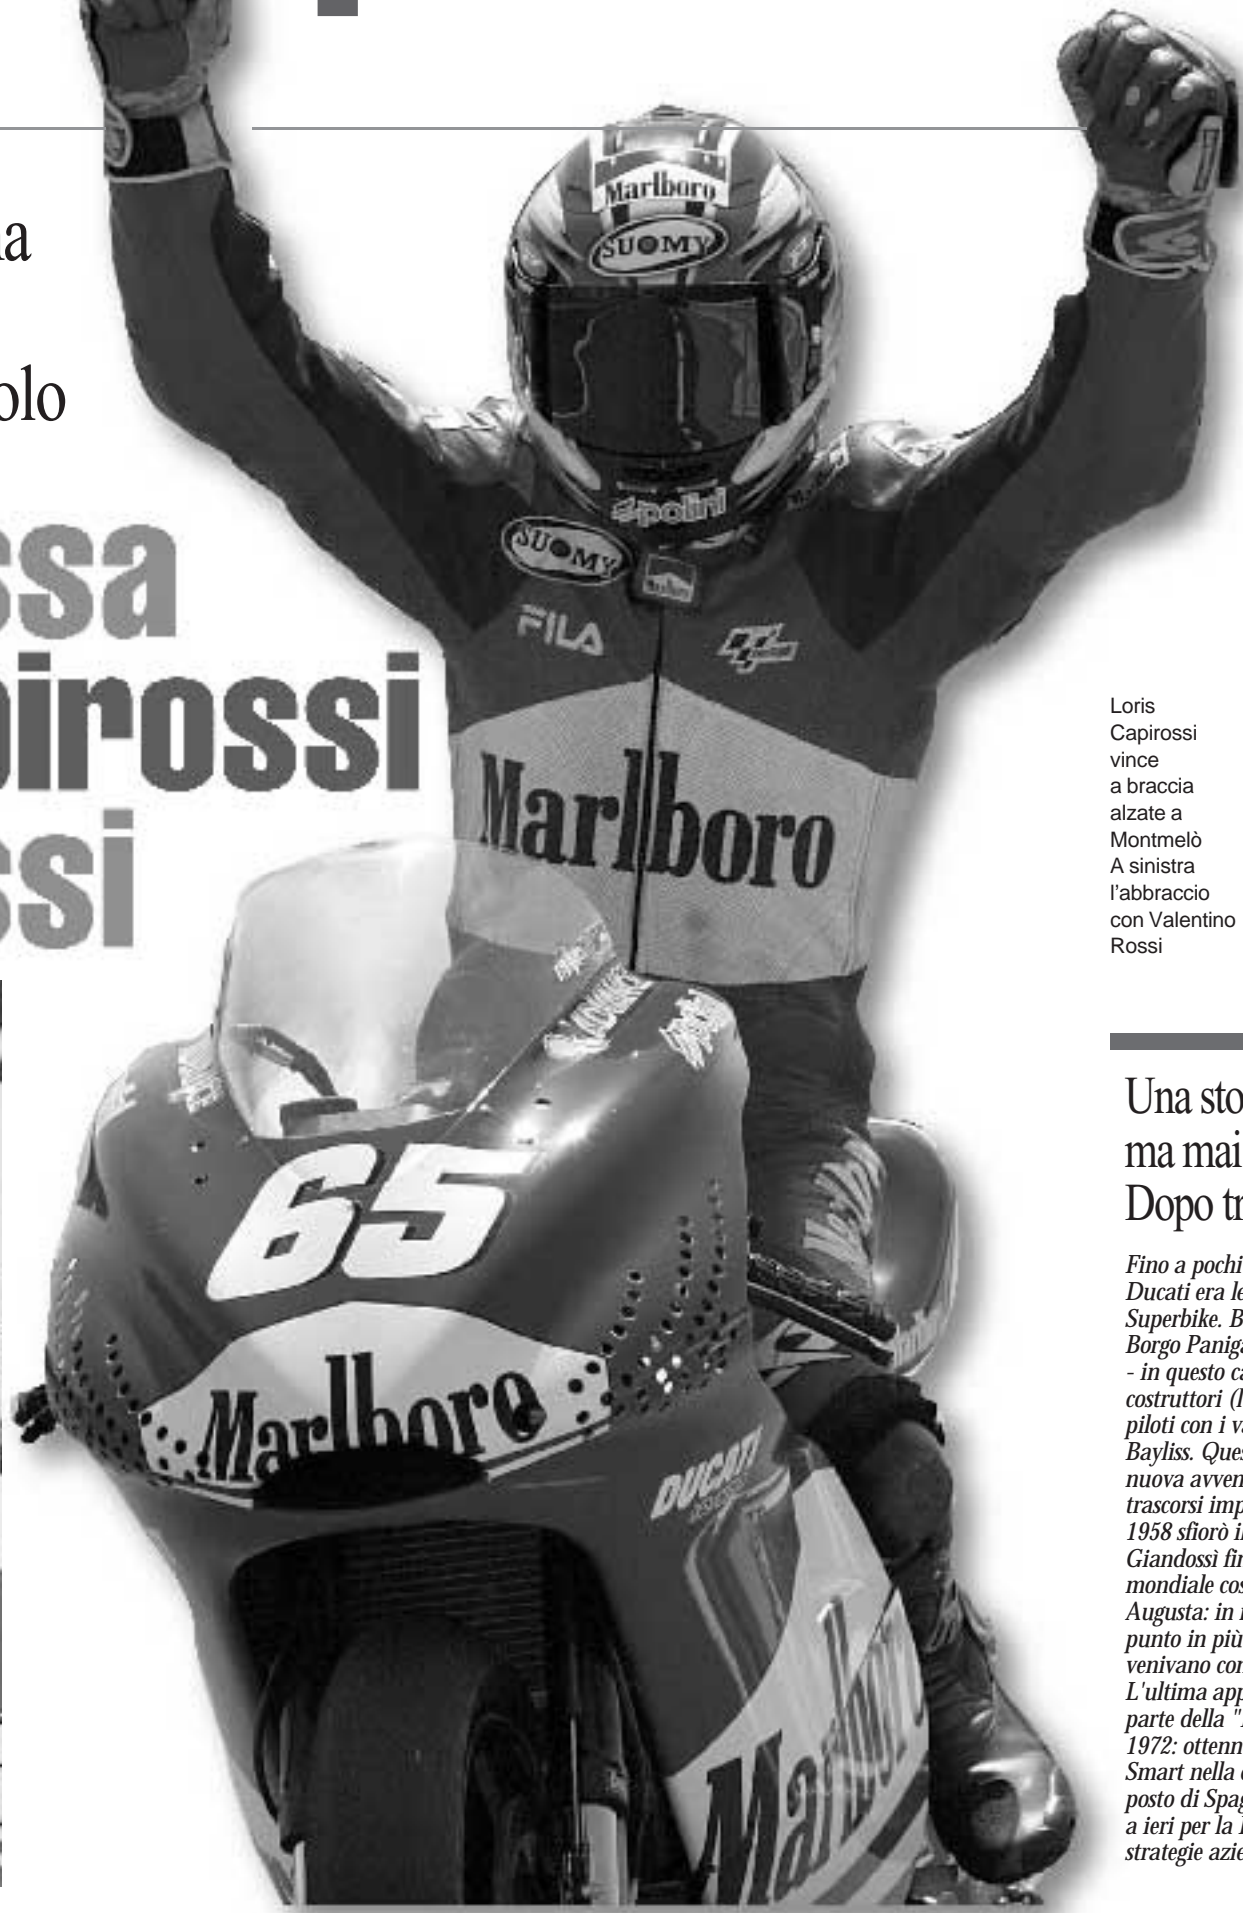 olo
ssa
pirossi
ssi
Marlboro
SUOMY
polini
SUOMY
FILA
Marlboro
65
Marlboro
DUCATI
Marlboro
Loris
Capirossi
vince
a braccia
alzate a
Montmelò
A sinistra
l'abbraccio
con Valentino
Rossi
Una sto
ma mai
Dopo tr
Fino a pochi
Ducati era le
Superbike. B
Borgo Paniga
- in questo ca
costruttori (l
piloti con i va
Bayliss. Ques
nuova avven
trascorsi imp
1958 sfiorò il
Giandossì fin
mondiale cos
Augusta: in r
punto in più
venivano con
L'ultima app
parte della "
1972: ottenn
Smart nella
posto di Spag
a ieri per la
strategie azie